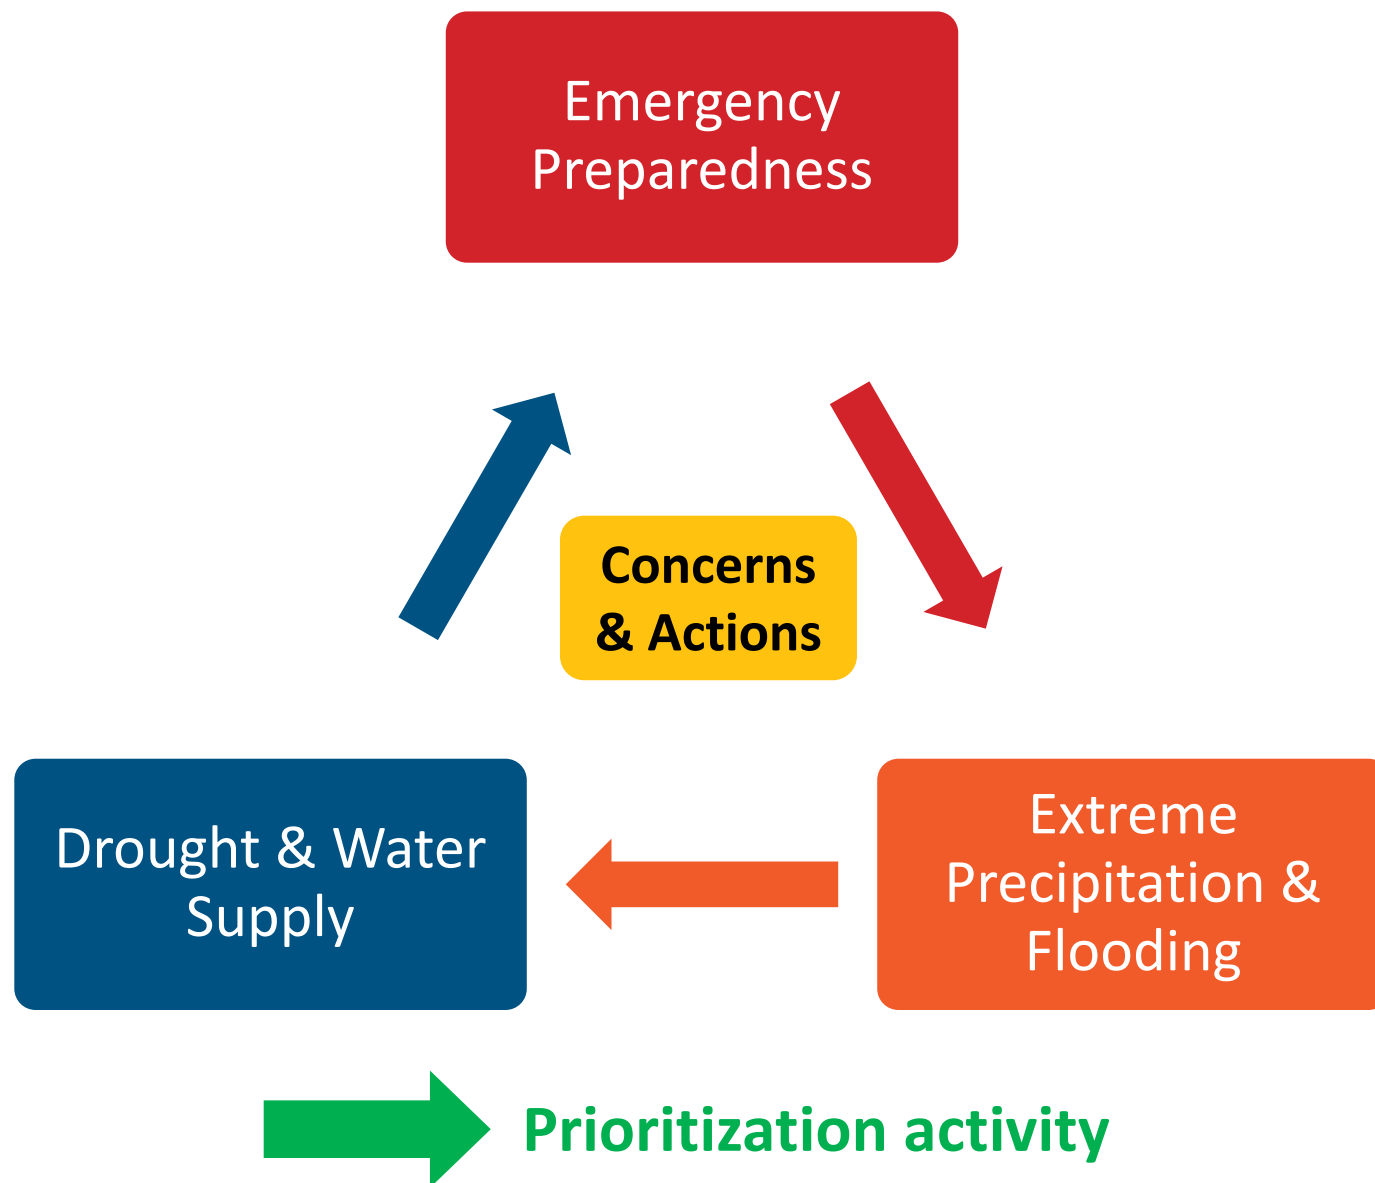 Emergency
Preparedness
Concerns
& Actions
Drought & Water
Supply
Extreme
Precipitation &
Flooding
Prioritization activity